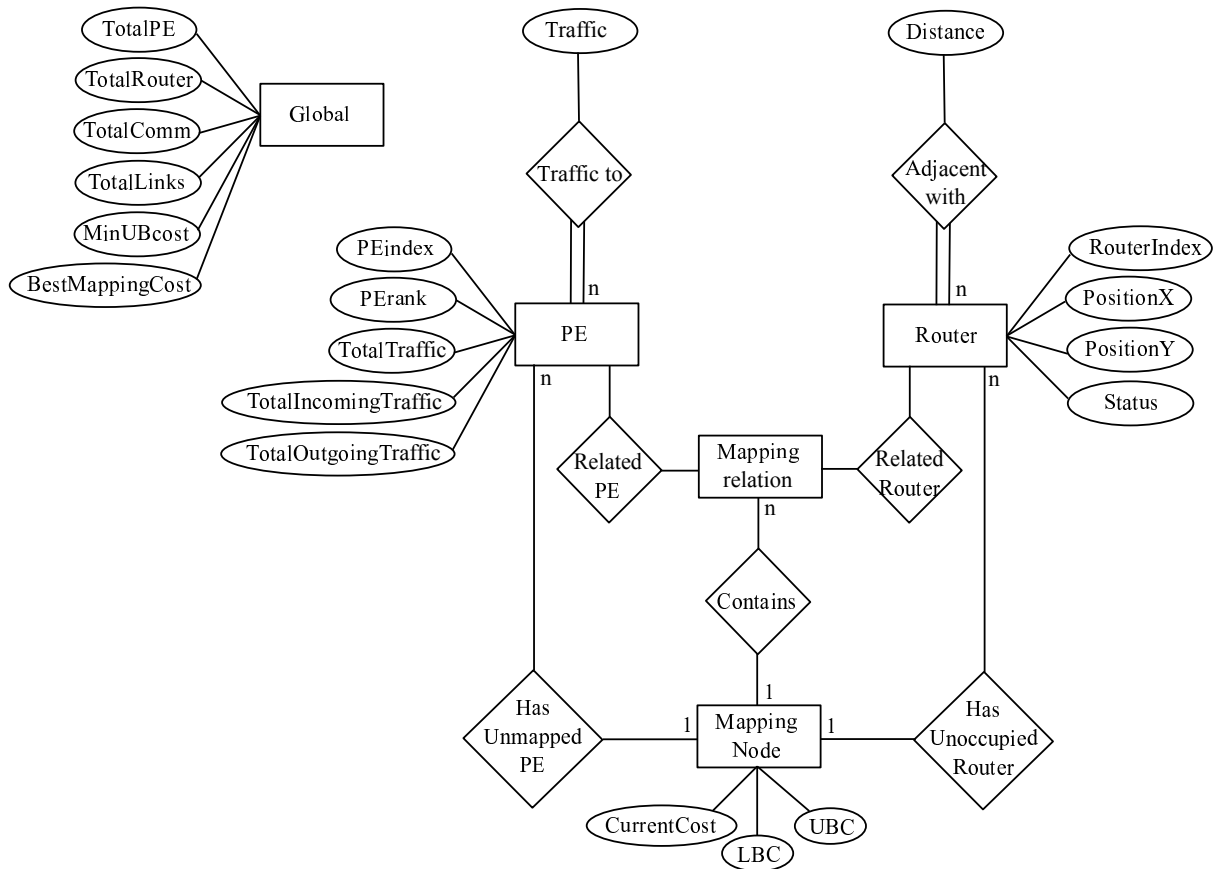 TotalPE
TotalRouter
TotalComm
TotalLinks
MinUBcost
BestMappingCost
Global
Traffic
Traffic to
n
Distance
Adjacent
with
n
PEindex
PErank
TotalTraffic
TotalIncomingTraffic
TotalOutgoingTraffic
PE
n
Router
n
RouterIndex
PositionX
PositionY
Status
Related
PE
Mapping
relation
n
Related
Router
Contains
1
Has
Unmapped
PE
1
Mapping
Node
1
Has
Unoccupied
Router
CurrentCost
LBC
UBC